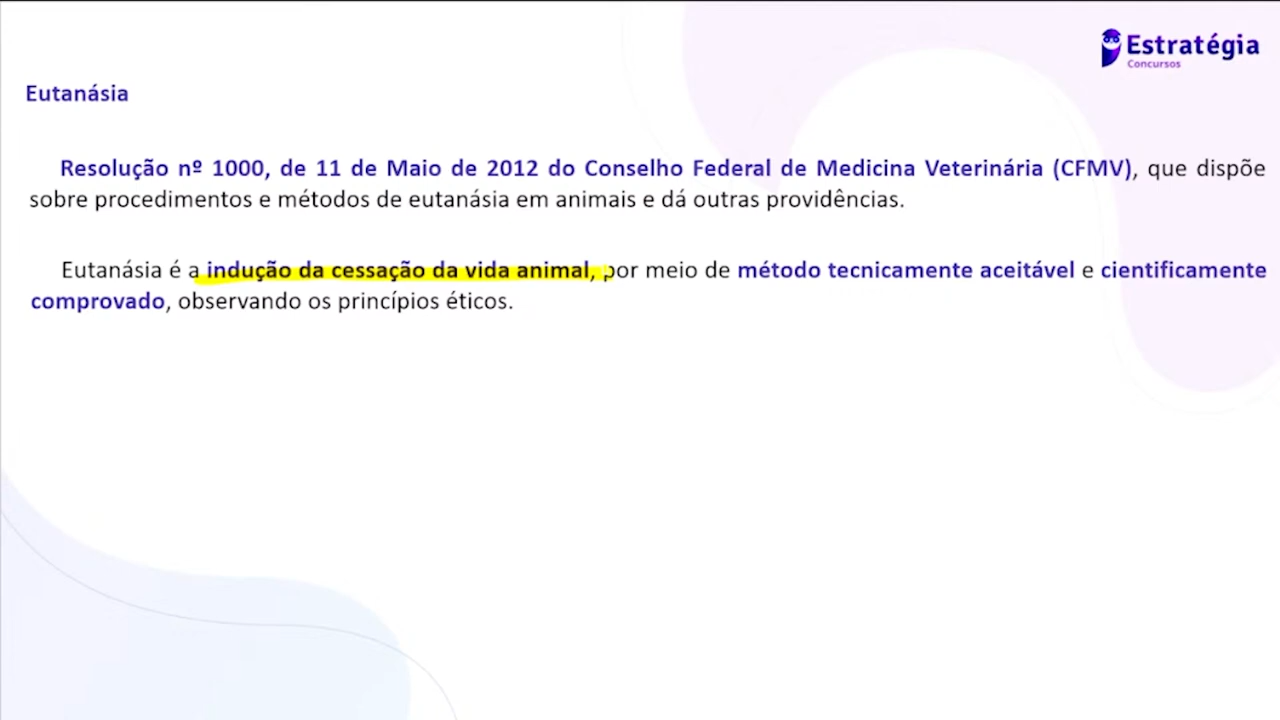 Estratégia
Concursos
Eutanásia
Resolução nº 1000, de 11 de Maio de 2012 do Conselho Federal de Medicina Veterinária (CFMV), que dispõe
sobre procedimentos e métodos de eutanásia em animais e dá outras providências.
Eutanásia é a indução da cessação da vida animal, por meio de método tecnicamente aceitável e cientificamente
comprovado, observando os princípios éticos.